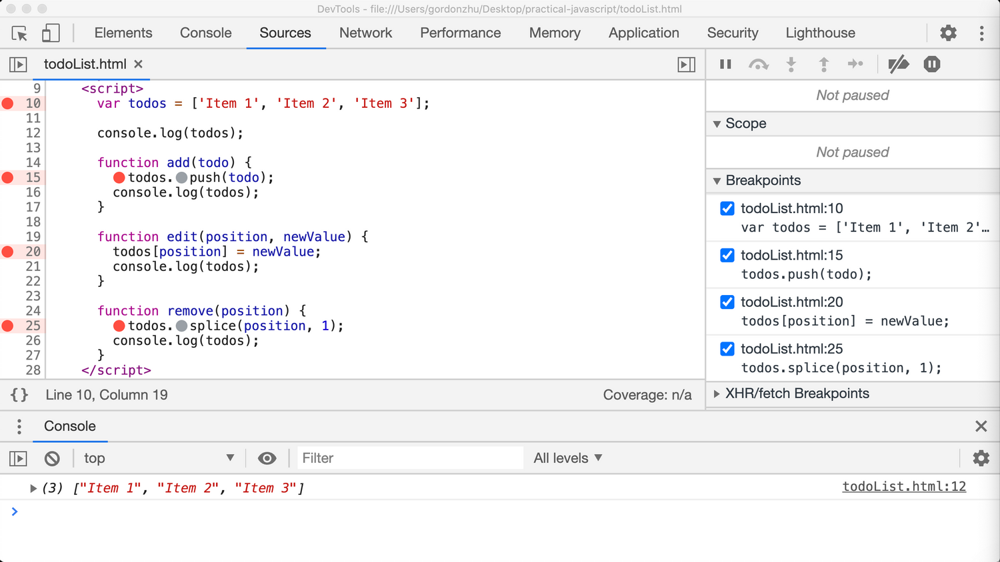 DevTools - file:///Users/gordonzhu/Desktop/practical-javascript/todoList.html
Elements Console Sources Network Performance Memory Application Security Lighthouse
todoList.html ×
9 <script>
10 var todos = ['Item 1', 'Item 2', 'Item 3'];
11
12 console.log(todos);
13
14 function add(todo) {
15 todos.push(todo);
16 console.log(todos);
17 }
18
19 function edit(position, newValue) {
20 todos[position] = newValue;
21 console.log(todos);
22 }
23
24 function remove(position) {
25 todos.splice(position, 1);
26 console.log(todos);
27 }
28 </script>
{} Line 10, Column 19 Coverage: n/a
Not paused
Scope
Not paused
Breakpoints
todoList.html:10
var todos = ['Item 1', 'Item 2'…
todoList.html:15
todos.push(todo);
todoList.html:20
todos[position] = newValue;
todoList.html:25
todos.splice(position, 1);
XHR/fetch Breakpoints
Console
top Filter All levels
(3) ["Item 1", "Item 2", "Item 3"] todoList.html:12
>